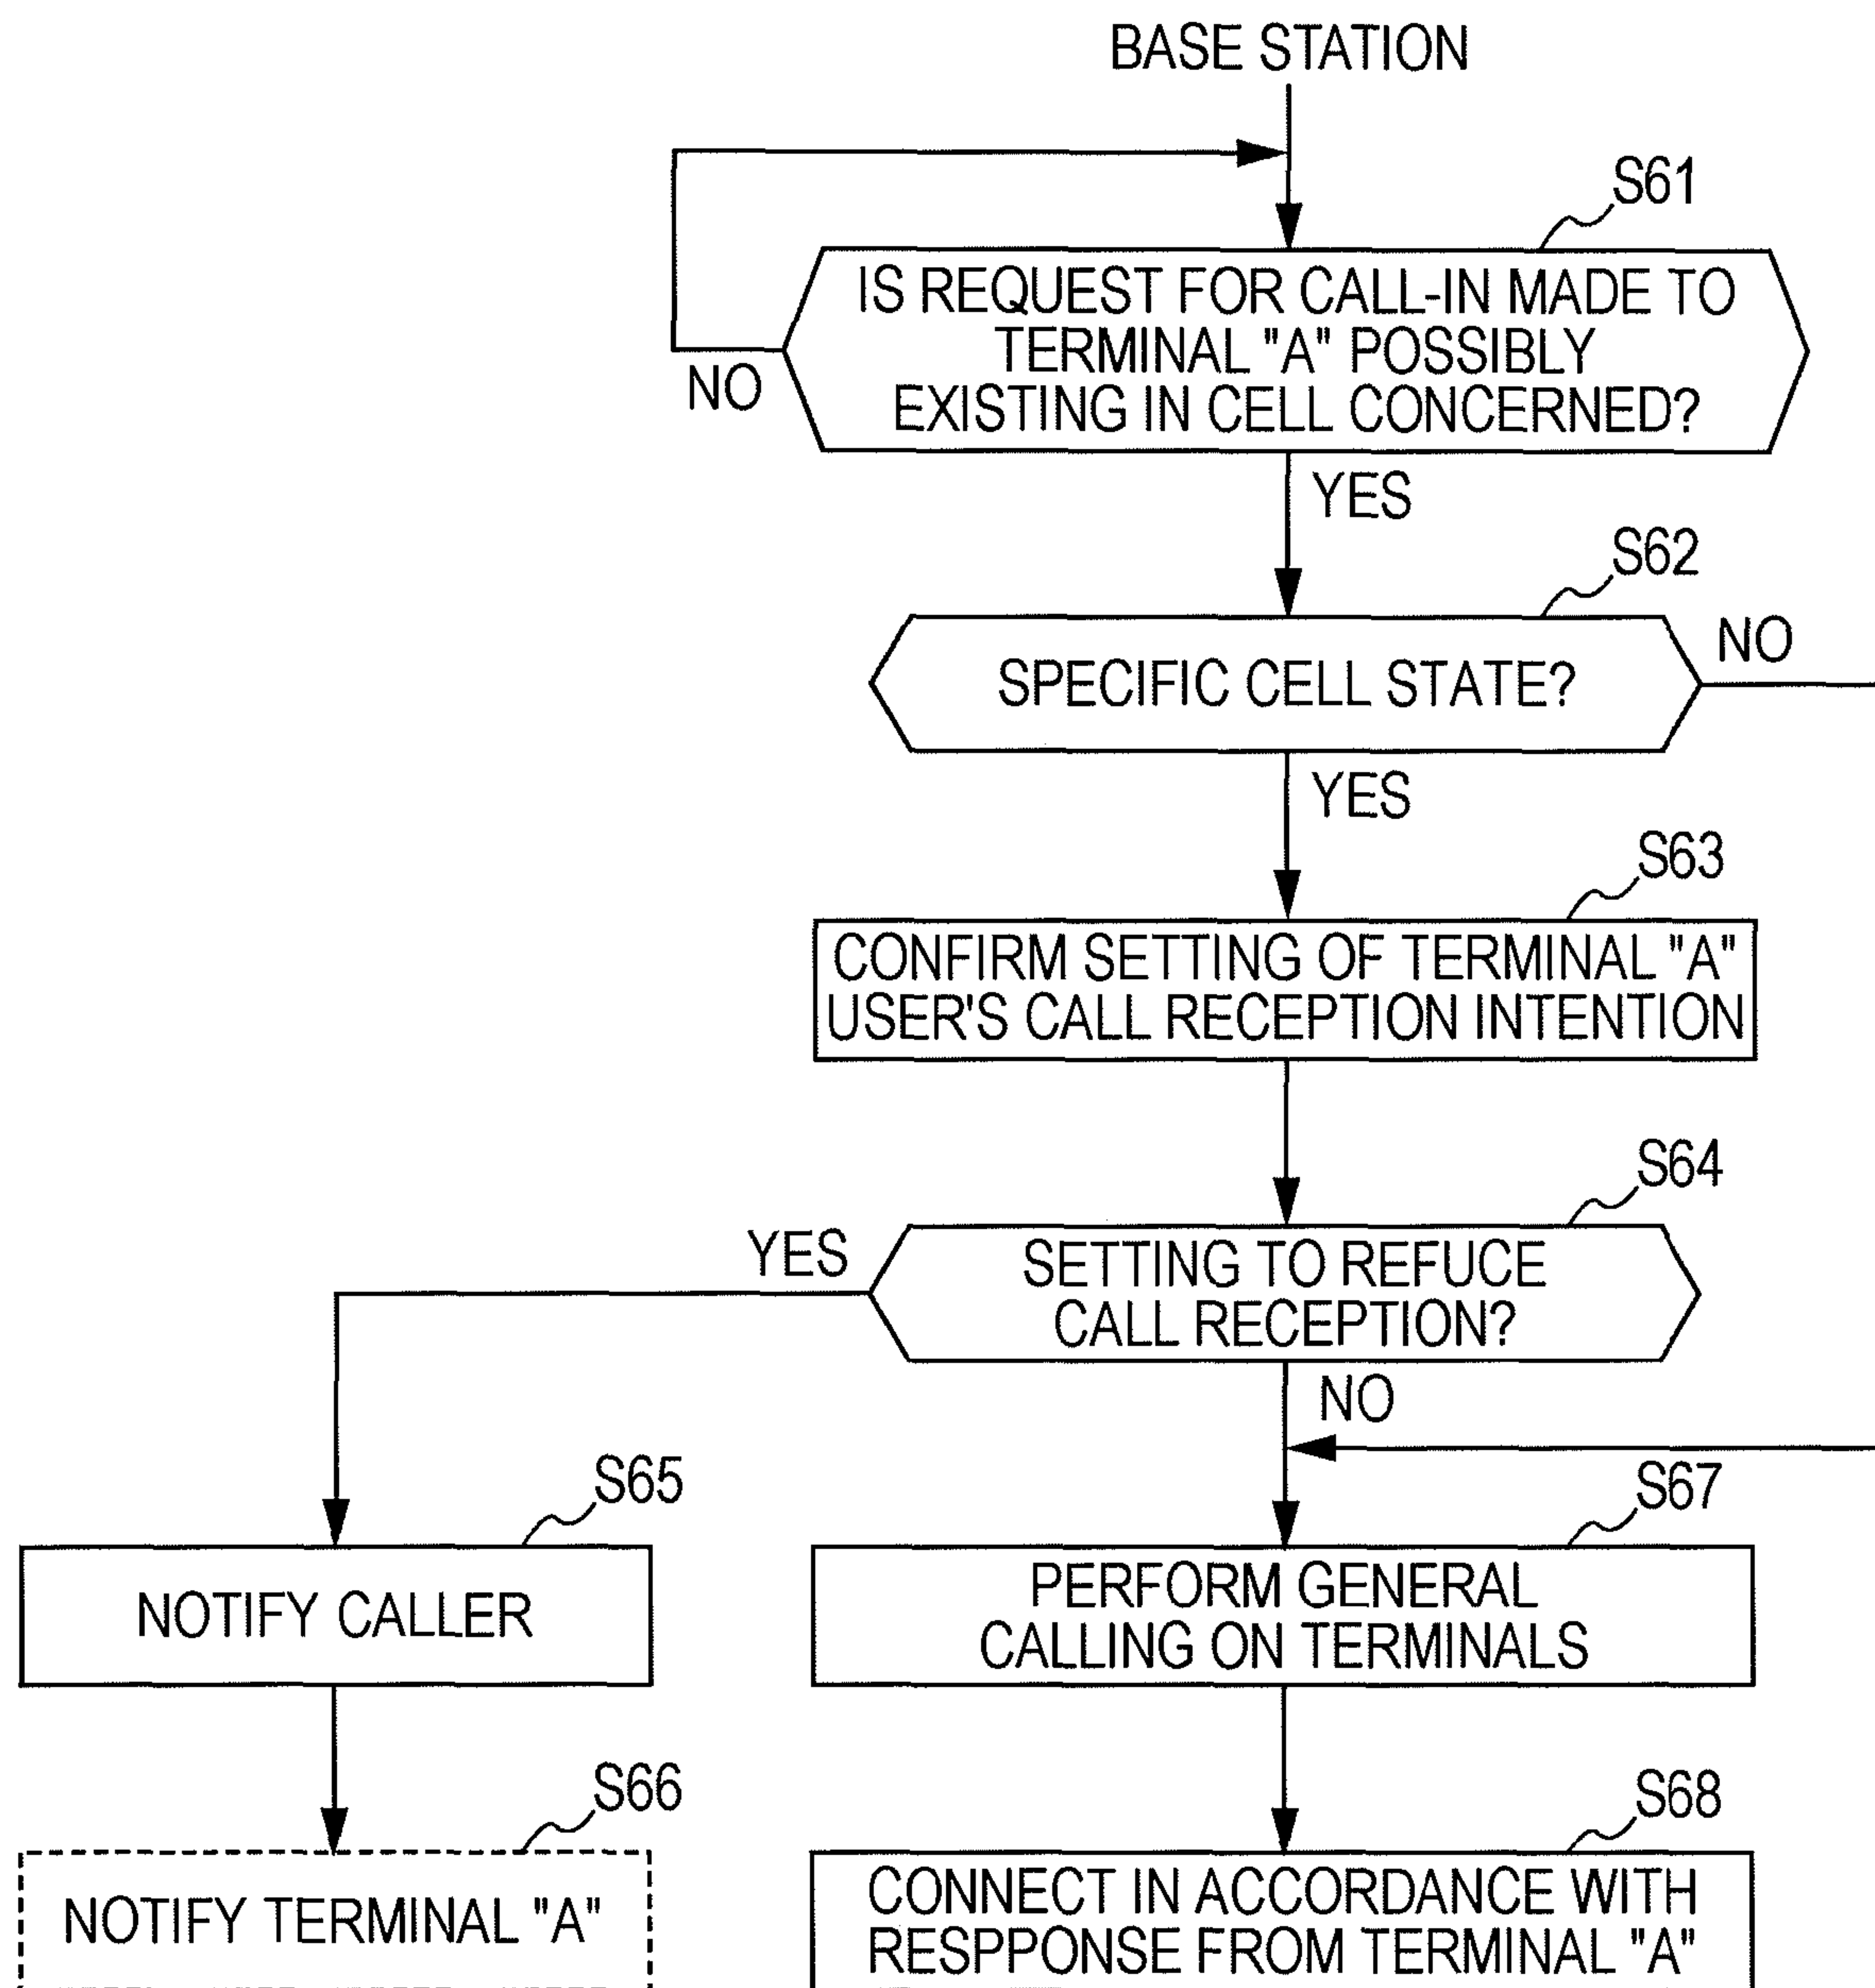 BASE STATION
S61
IS REQUEST FOR CALL-IN MADE TO
TERMINAL "A" POSSIBLY
EXISTING IN CELL CONCERNED?
NO
YES
S62
SPECIFIC CELL STATE?
NO
YES
S63
CONFIRM SETTING OF TERMINAL "A"
USER'S CALL RECEPTION INTENTION
S64
SETTING TO REFUCE
CALL RECEPTION?
YES
NO
S65
NOTIFY CALLER
S67
PERFORM GENERAL
CALLING ON TERMINALS
S66
NOTIFY TERMINAL "A"
S68
CONNECT IN ACCORDANCE WITH
RESPPONSE FROM TERMINAL "A"